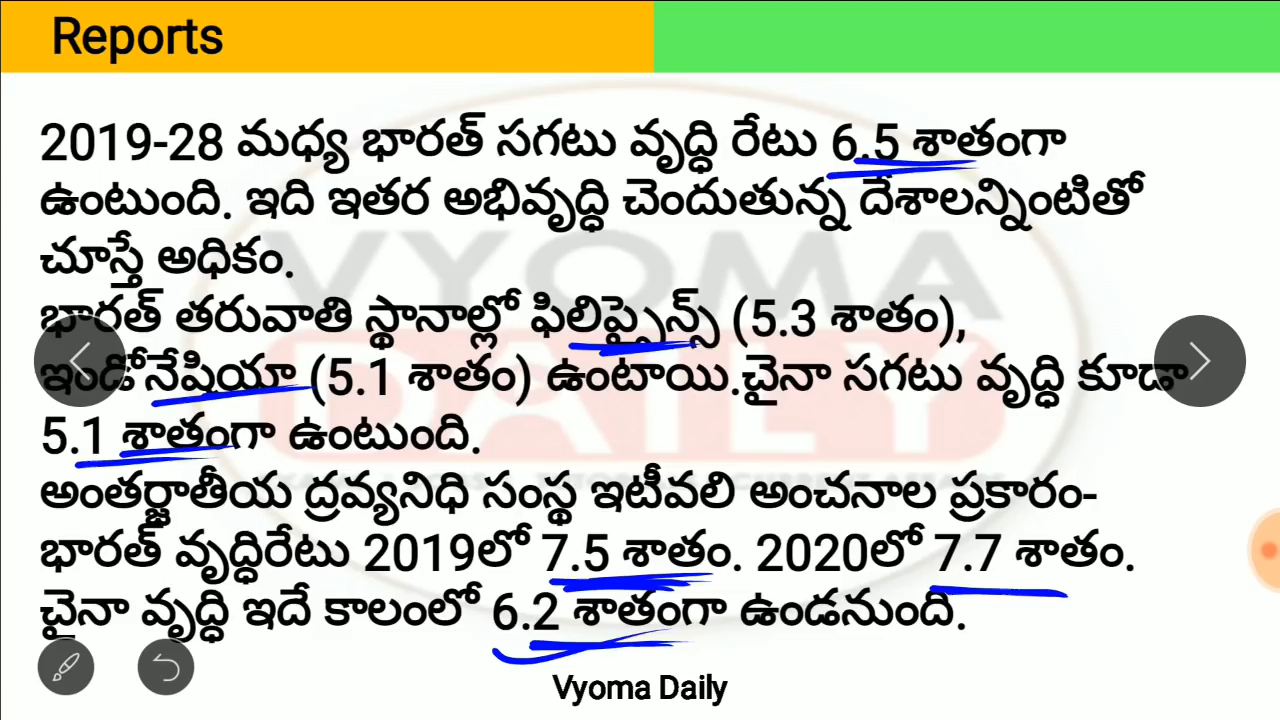 Reports
2019-28 మధ్య భారత్ సగటు వృద్ధి రేటు 6.5 శాతంగా
ఉంటుంది. ఇది ఇతర అభివృద్ధి చెందుతున్న దేశాలన్నింటితో
చూస్తే అధికం.
భారత్ తరువాతి స్థానాల్లో ఫిలిప్పైన్స్ (5.3 శాతం),
ఇండోనేషియా (5.1 శాతం) ఉంటాయి.చైనా సగటు వృద్ధి కూడా
5.1 శాతంగా ఉంటుంది.
అంతర్జాతీయ ద్రవ్యనిధి సంస్థ ఇటీవలి అంచనాల ప్రకారం-
భారత్ వృద్ధిరేటు 2019లో 7.5 శాతం. 2020లో 7.7 శాతం.
చైనా వృద్ధి ఇదే కాలంలో 6.2 శాతంగా ఉండనుంది.
VYOMA
DAILY
Vyoma Daily